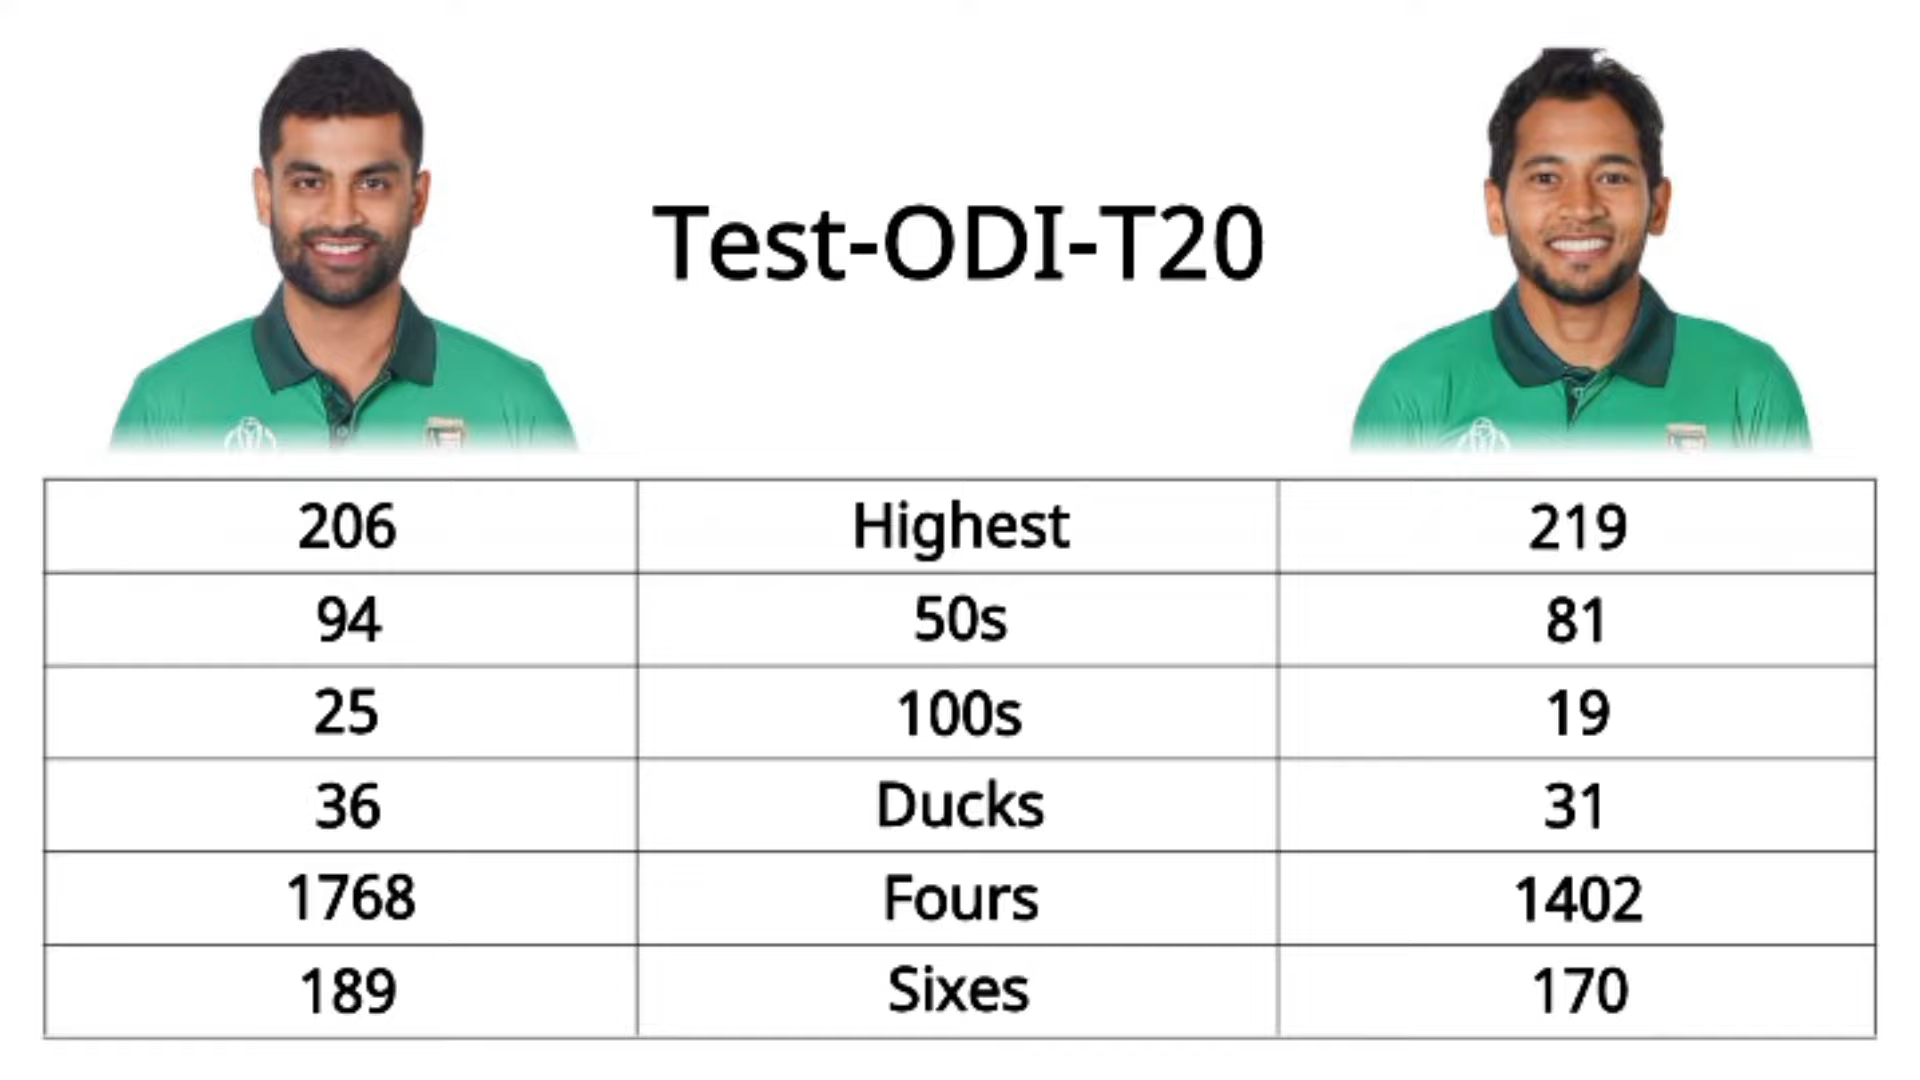 Test-ODI-T20
206 Highest 219
94 50s 81
25 100s 19
36 Ducks 31
1768 Fours 1402
189 Sixes 170